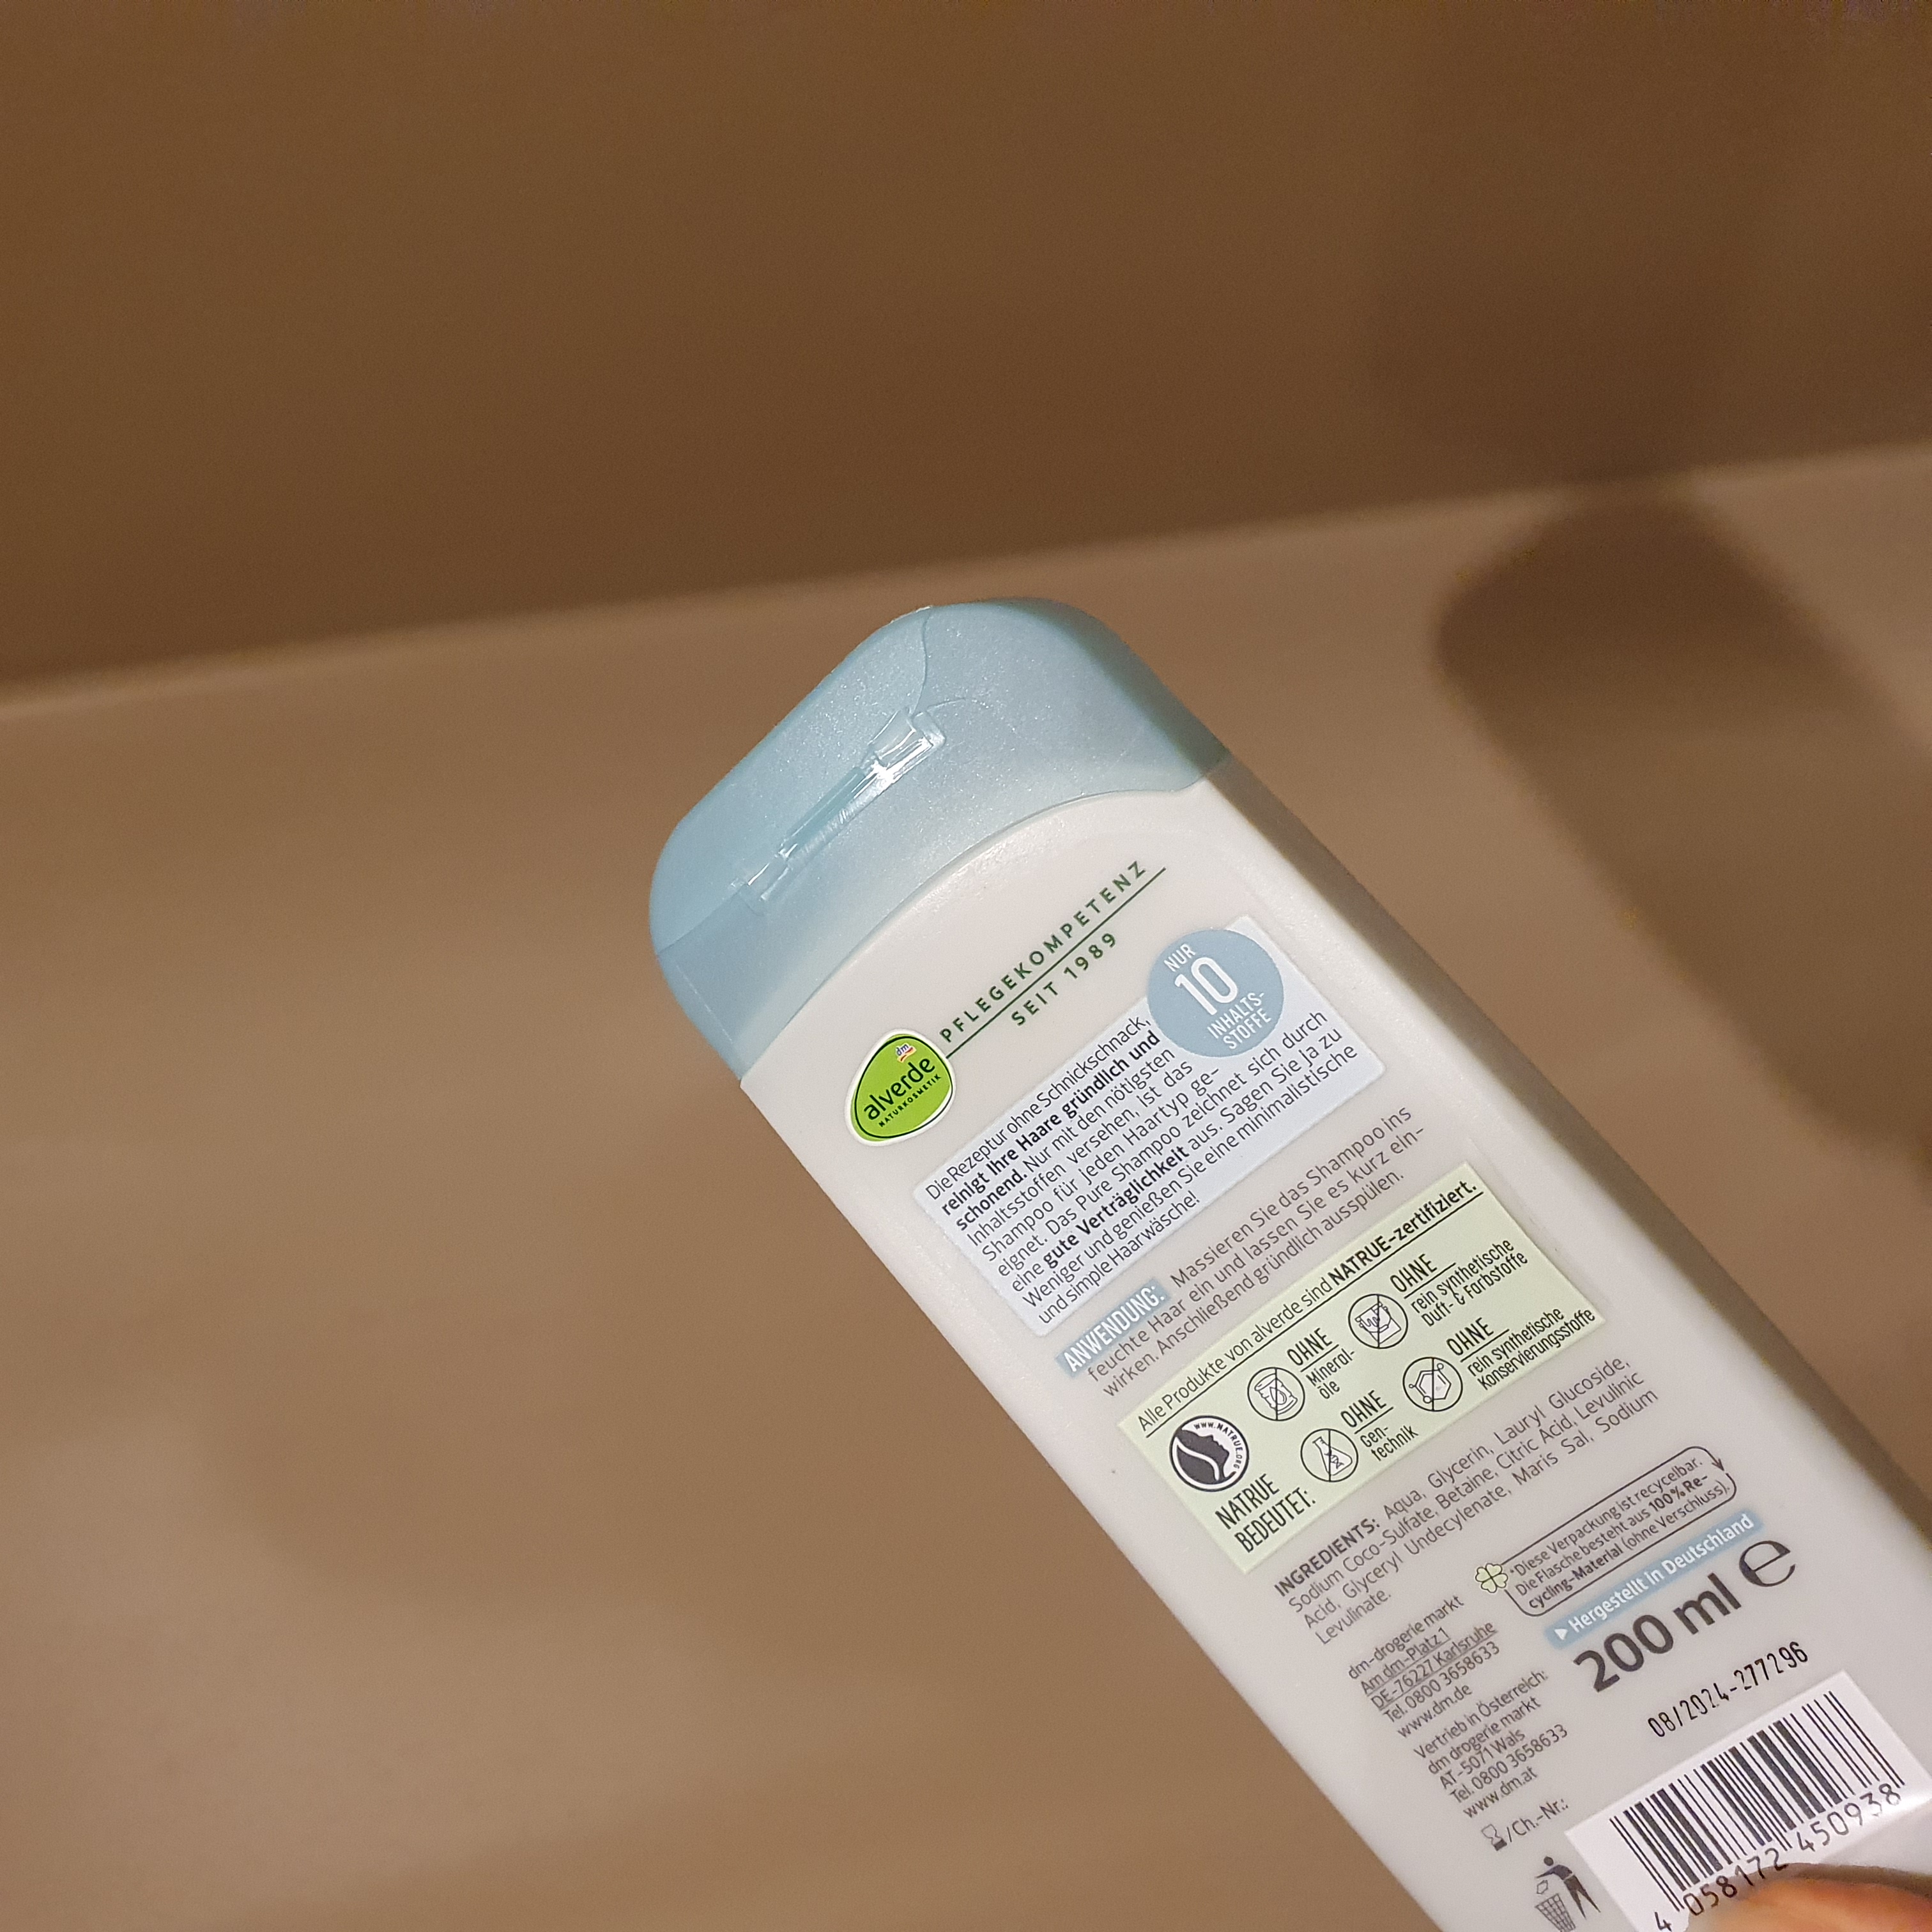 alverde
NATURKOSMETIK
dm
PFLEGEKOMPETENZ
SEIT 1989
Die Rezeptur ohne Schnickschnack,
reinigt Ihre Haare gründlich und
schonend. Nur mit den nötigsten
Inhaltsstoffen versehen, ist das
Shampoo für jeden Haartyp ge-
eignet. Das Pure Shampoo zeichnet sich durch
eine gute Verträglichkeit aus. Sagen Sie Ja zu
Weniger und genießen Sie eine minimalistische
und simple Haarwäsche!
NUR
10
INHALTS-
STOFFE
ANWENDUNG: Massieren Sie das Shampoo ins
feuchte Haar ein und lassen Sie es kurz ein-
wirken. Anschließend gründlich ausspülen.
Alle Produkte von alverde sind NATRUE-zertifiziert.
WWW.NATRUE.ORG
NATRUE
BEDEUTET:
OHNE
Mineral-
öle
OHNE
rein synthetische
Duft- & Farbstoffe
OHNE
Gen-
technik
OHNE
rein synthetische
Konservierungsstoffe
INGREDIENTS: Aqua, Glycerin, Lauryl Glucoside,
Sodium Coco-Sulfate, Betaine, Citric Acid, Levulinic
Acid, Glyceryl Undecylenate, Maris Sal, Sodium
Levulinate.
dm-drogerie markt
Am dm-Platz 1
DE-76227 Karlsruhe
Tel. 0800 3658633
www.dm.de
Vertrieb in Österreich:
dm drogerie markt
AT-5071 Wals
Tel. 0800 3658633
www.dm.at
/Ch.-Nr.:
*Diese Verpackung ist recycelbar.
Die Flasche besteht aus 100% Re-
cycling-Material (ohne Verschluss).
Hergestellt in Deutschland
200 ml e
08/2024-277296
4 058172 450938